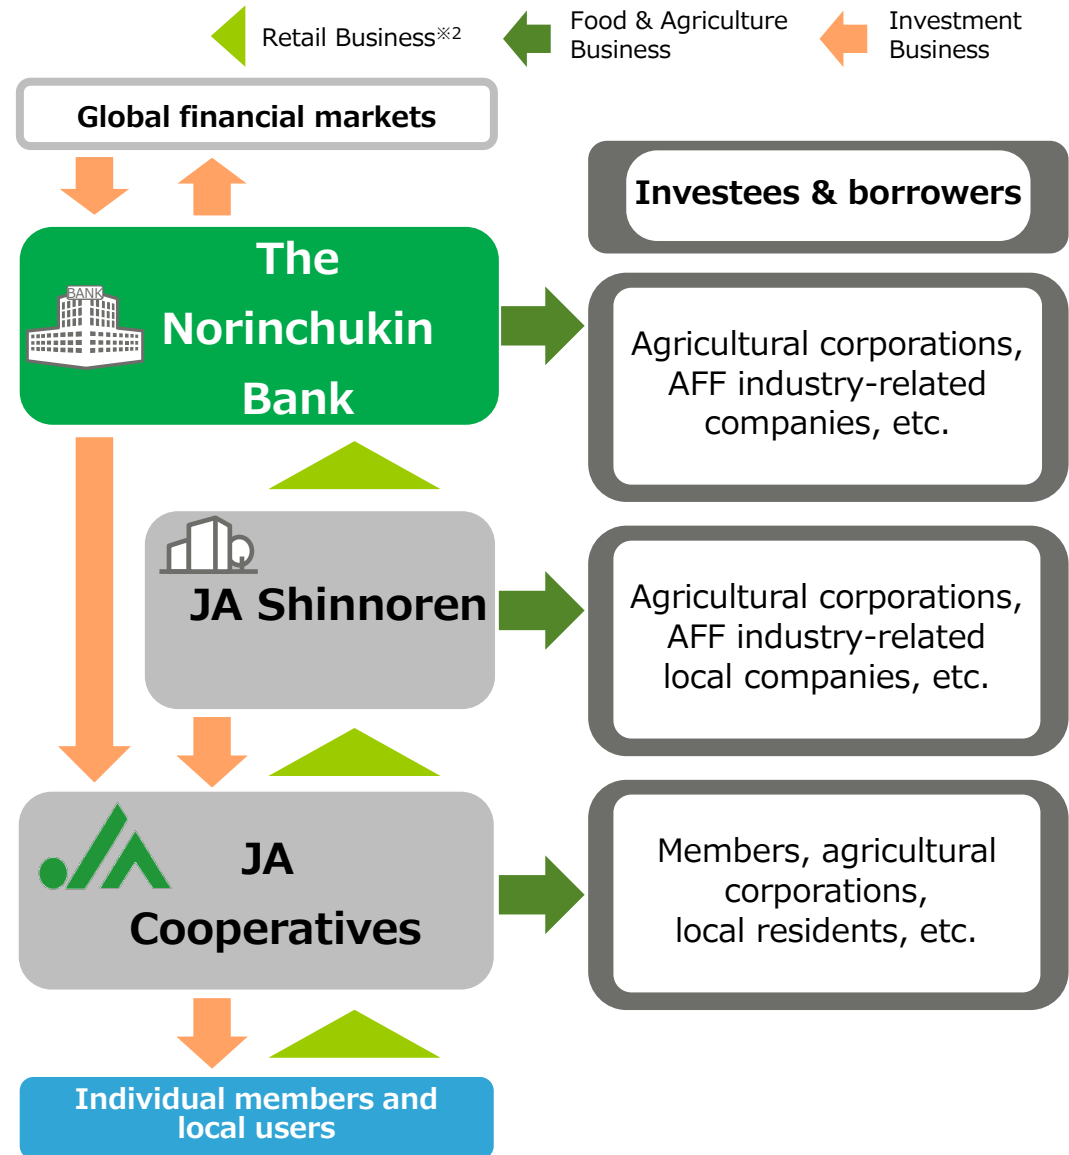 Retail Business※2
Food & Agriculture
Business
Investment
Business
Global financial markets
Investees & borrowers
The
Norinchukin
Bank
BANK
Agricultural corporations,
AFF industry-related
companies, etc.
JA Shinnoren
Agricultural corporations,
AFF industry-related
local companies, etc.
JA
Cooperatives
Members, agricultural
corporations,
local residents, etc.
Individual members and
local users